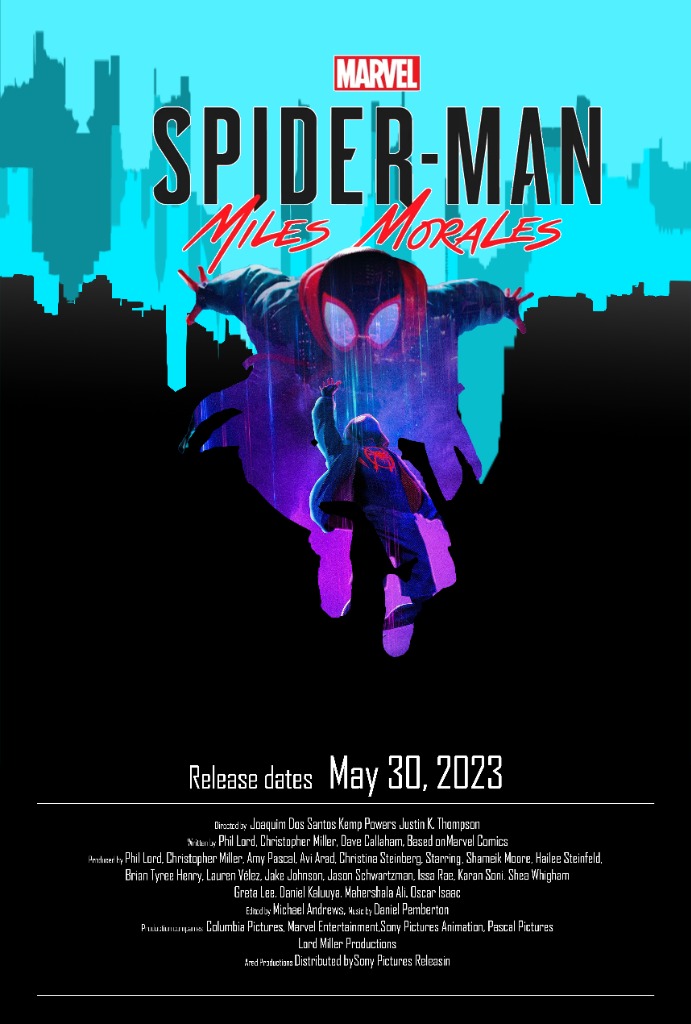 MARVEL
SPIDER-MAN
MILES MORALES
Release dates May 30, 2023
Directed by Joaquim Dos Santos Kemp Powers Justin K. Thompson
Written by Phil Lord, Christopher Miller, Dave Callaham, Based onMarvel Comics
Producer by Phil Lord, Christopher Miller, Amy Pascal, Avi Arad, Christina Steinberg, Starring, Shameik Moore, Hailee Steinfeld,
Brian Tyree Henry, Lauren Vélez, Jake Johnson, Jason Schwartzman, Issa Rae, Karan Soni, Shea Whigham
Greta Lee, Daniel Kaluuya, Mahershala Ali, Oscar Isaac
Edited by Michael Andrews, Music by Daniel Pemberton
Production companies Columbia Pictures, Marvel Entertainment,Sony Pictures Animation, Pascal Pictures
Lord Miller Productions
Arad Productions Distributed bySony Pictures Releasin